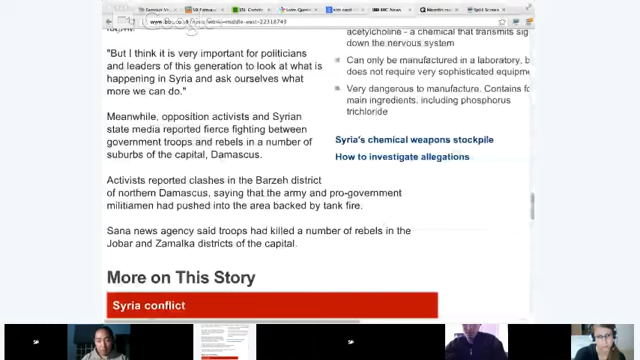 "But I think it is very important for politicians
and leaders of this generation to look at what is
happening in Syria and ask ourselves what
more we can do."
Meanwhile, opposition activists and Syrian
state media reported fierce fighting between
government troops and rebels in a number of
suburbs of the capital, Damascus.
Activists reported clashes in the Barzeh district
of northern Damascus, saying that the army and pro-government
militiamen had pushed into the area backed by tank fire.
Sana news agency said troops had killed a number of rebels in the
Jobar and Zamalka districts of the capital.
More on This Story
Syria conflict
acetylcholine - a chemical that transmits sig
down the nervous system
Can only be manufactured in a laboratory, b
does not require very sophisticated equipme
Very dangerous to manufacture. Contains fo
main ingredients, including phosphorus
trichloride
Syria's chemical weapons stockpile
How to investigate allegations